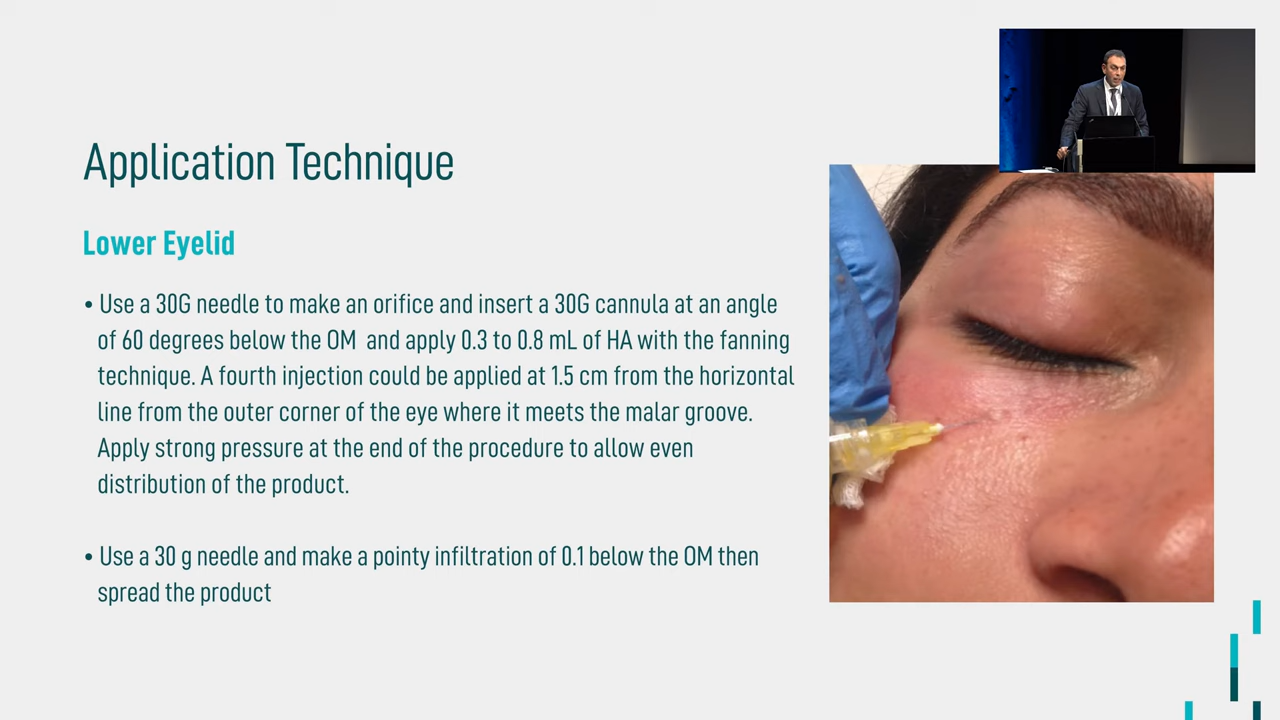 Application Technique
Lower Eyelid
• Use a 30G needle to make an orifice and insert a 30G cannula at an angle
of 60 degrees below the OM  and apply 0.3 to 0.8 mL of HA with the fanning
technique. A fourth injection could be applied at 1.5 cm from the horizontal
line from the outer corner of the eye where it meets the malar groove.
Apply strong pressure at the end of the procedure to allow even
distribution of the product.
• Use a 30 g needle and make a pointy infiltration of 0.1 below the OM then
spread the product